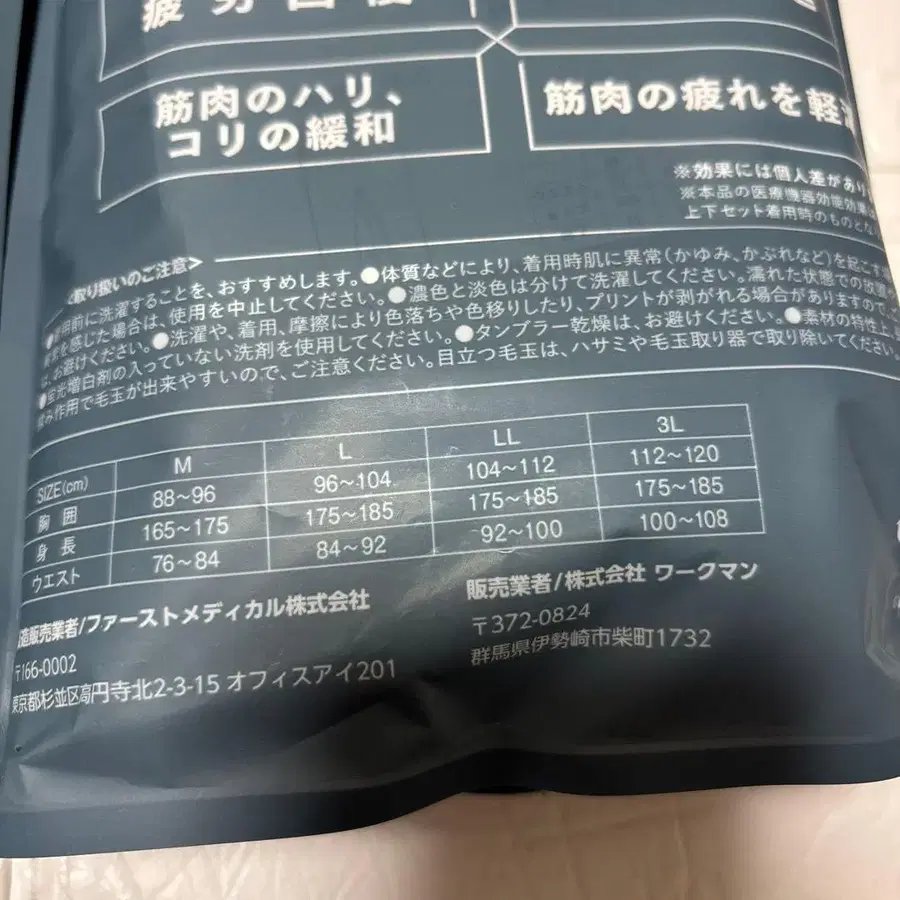 疲労回復
筋肉のハリ、
コリの緩和
筋肉の疲れを軽減
※効果には個人差があり
※本品の医療機器効能効果は
上下セット着用時のものとな
<取り扱いのご注意>
着用前に洗濯することを、おすすめします。●体質などにより、着用時肌に異常(かゆみ、かぶれなど)を起こす
異常を感じた場合は、使用を中止してください。●濃色と淡色は分けて洗濯してください。濡れた状態での放置
は、お避けください。●洗濯や、着用、摩擦により色落ちや色移りしたり、プリントが剥がれる場合がありますので、ご
●蛍光増白剤の入っていない洗剤を使用してください。●タンブラー乾燥は、お避けください。●素材の特性上、
作用で毛玉が出来やすいので、ご注意ください。目立つ毛玉は、ハサミや毛玉取り器で取り除いてください。
SIZE(cm) M L LL 3L
胸囲 88～96 96～104 104～112 112～120
身長 165～175 175～185 175～185 175～185
ウエスト 76～84 84～92 92～100 100～108
造販売業者/ファーストメディカル株式会社
〒166-0002
東京都杉並区高円寺北2-3-15 オフィスアイ201
販売業者/株式会社 ワークマン
〒372-0824
群馬県伊勢崎市柴町1732